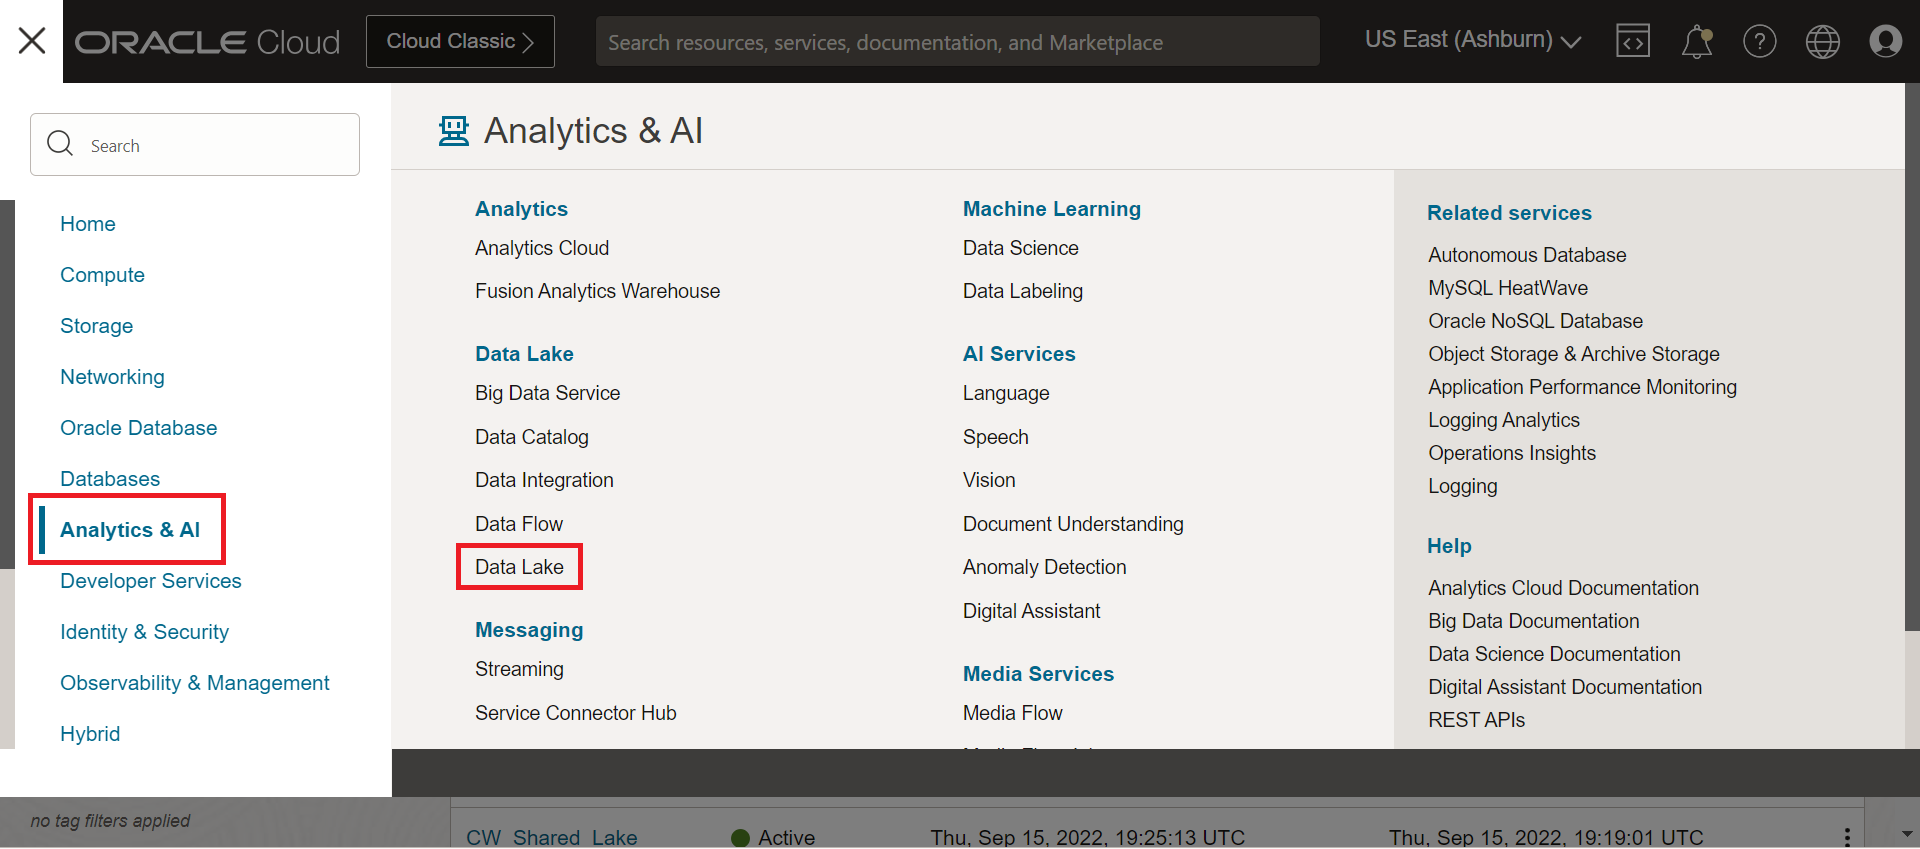 ORACLE Cloud
Cloud Classic
Search resources, services, documentation, and Marketplace
US East (Ashburn)
Search
Home
Compute
Storage
Networking
Oracle Database
Databases
Analytics & AI
Developer Services
Identity & Security
Observability & Management
Hybrid
Analytics & AI
Analytics
Analytics Cloud
Fusion Analytics Warehouse
Data Lake
Big Data Service
Data Catalog
Data Integration
Data Flow
Data Lake
Messaging
Streaming
Service Connector Hub
Machine Learning
Data Science
Data Labeling
AI Services
Language
Speech
Vision
Document Understanding
Anomaly Detection
Digital Assistant
Media Services
Media Flow
Related services
Autonomous Database
MySQL HeatWave
Oracle NoSQL Database
Object Storage & Archive Storage
Application Performance Monitoring
Logging Analytics
Operations Insights
Logging
Help
Analytics Cloud Documentation
Big Data Documentation
Data Science Documentation
Digital Assistant Documentation
REST APIs
no tag filters applied
CW_Shared_Lake Active Thu, Sep 15, 2022, 19:25:13 UTC Thu, Sep 15, 2022, 19:19:01 UTC